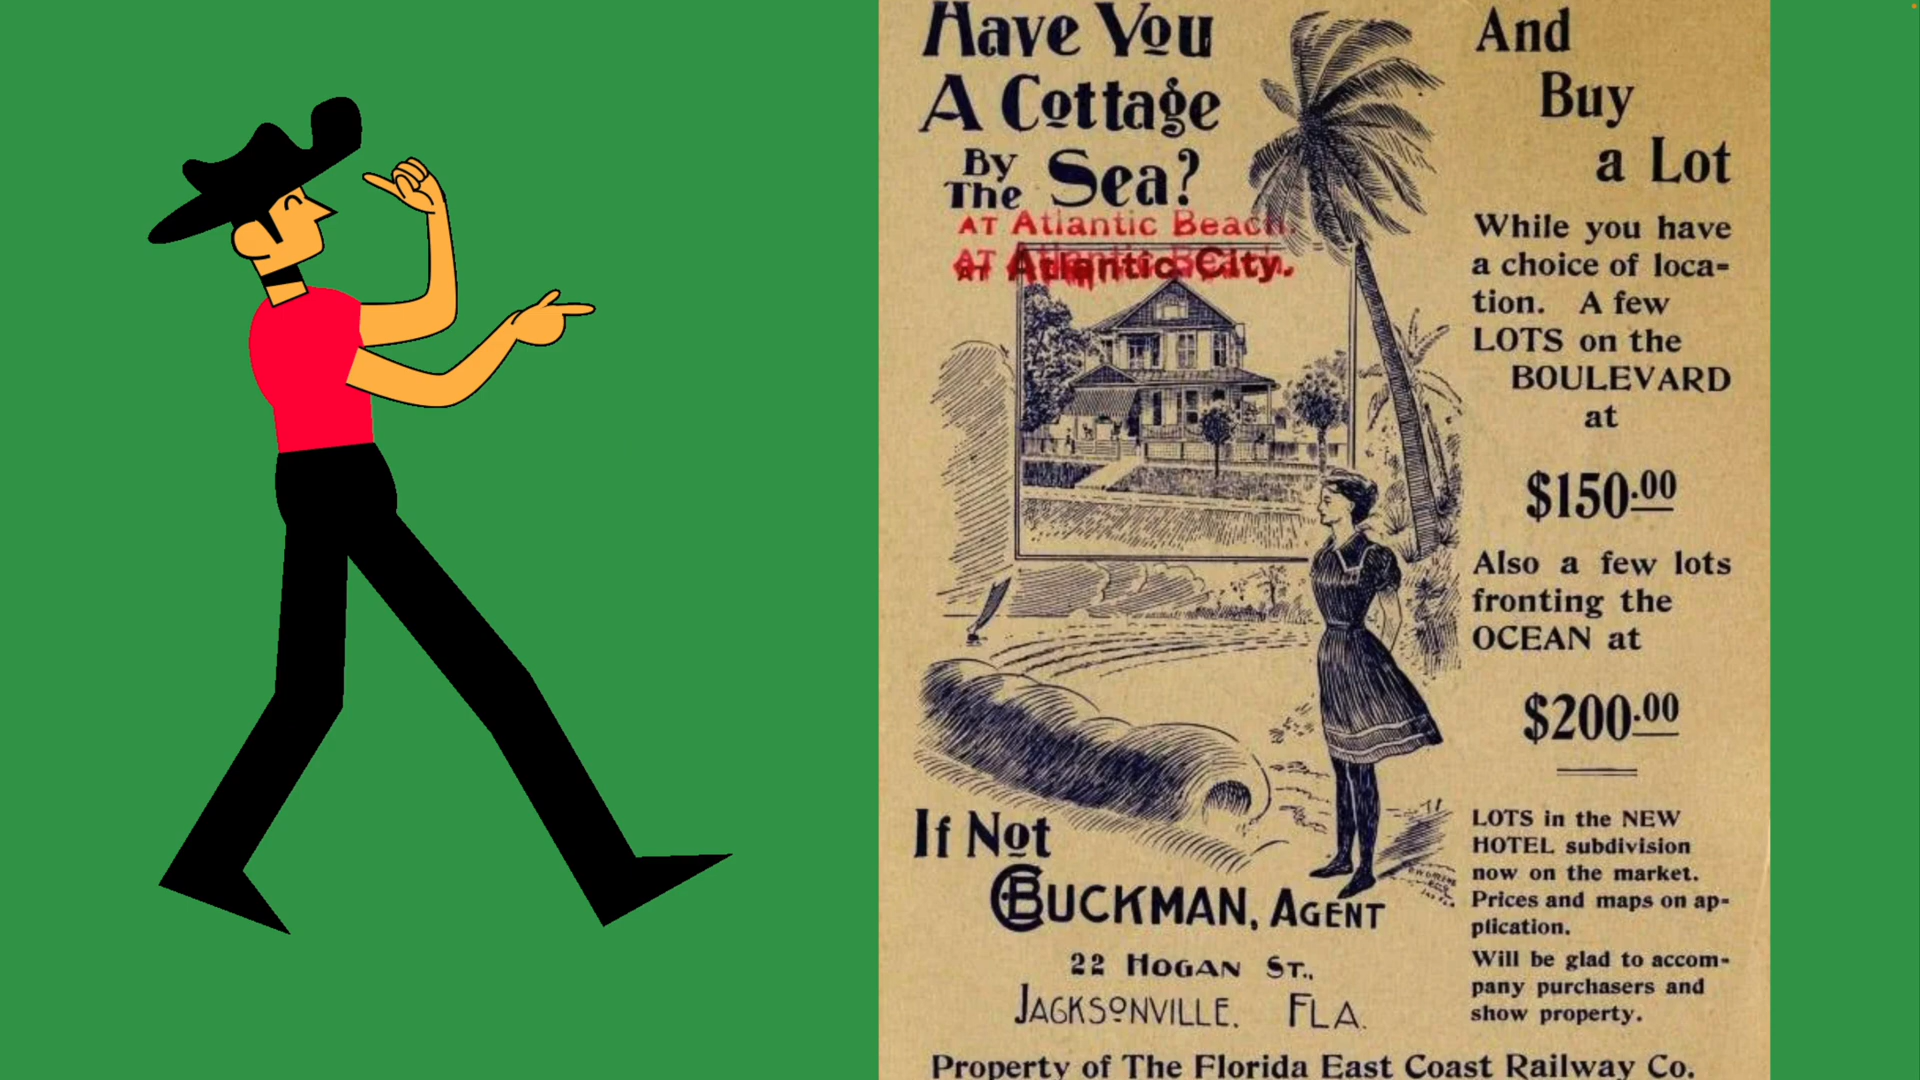 Have You
A Cottage
By The Sea?
AT Atlantic Beach.
AT Atlantic City.
If Not
C BUCKMAN, AGENT
22 HOGAN ST.,
JACKSONVILLE. FLA.
And
Buy
a Lot
While you have
a choice of loca-
tion. A few
LOTS on the
BOULEVARD
at
$150.00
Also a few lots
fronting the
OCEAN at
$200.00
LOTS in the NEW
HOTEL subdivision
now on the market.
Prices and maps on ap-
plication.
Will be glad to accom-
pany purchasers and
show property.
Property of The Florida East Coast Railway Co.